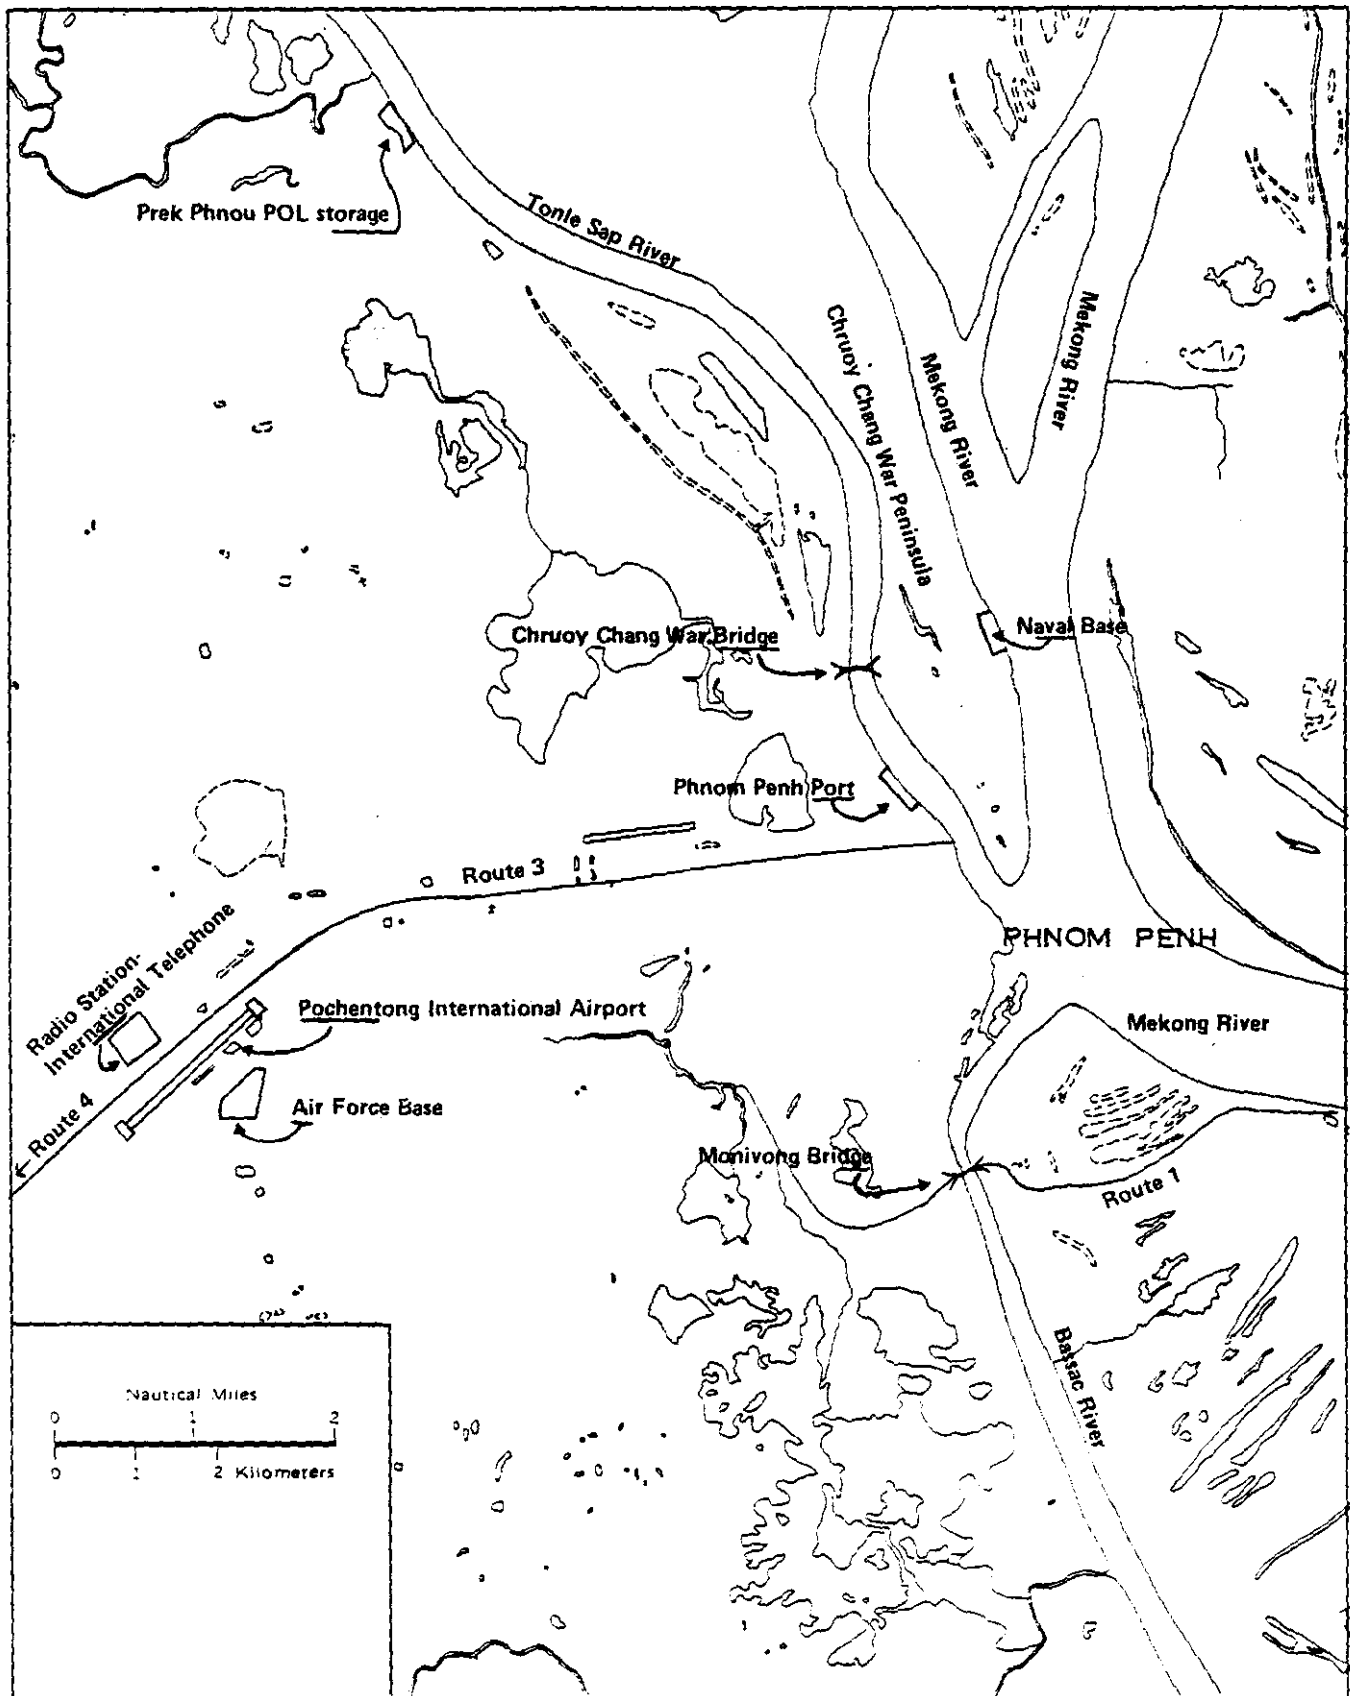 Prek Phnou POL storage
Tonle Sap River
Chruoy Chang War Peninsula
Mekong River
Mekong River
Chruoy Chang War Bridge
Naval Base
Phnom Penh Port
Route 3
PHNOM PENH
Radio Station-
International Telephone
Pochentong International Airport
Mekong River
← Route 4
Air Force Base
Monivong Bridge
Route 1
Bassac River
Nautical Miles
0 1 2
0 1 2 Kilometers